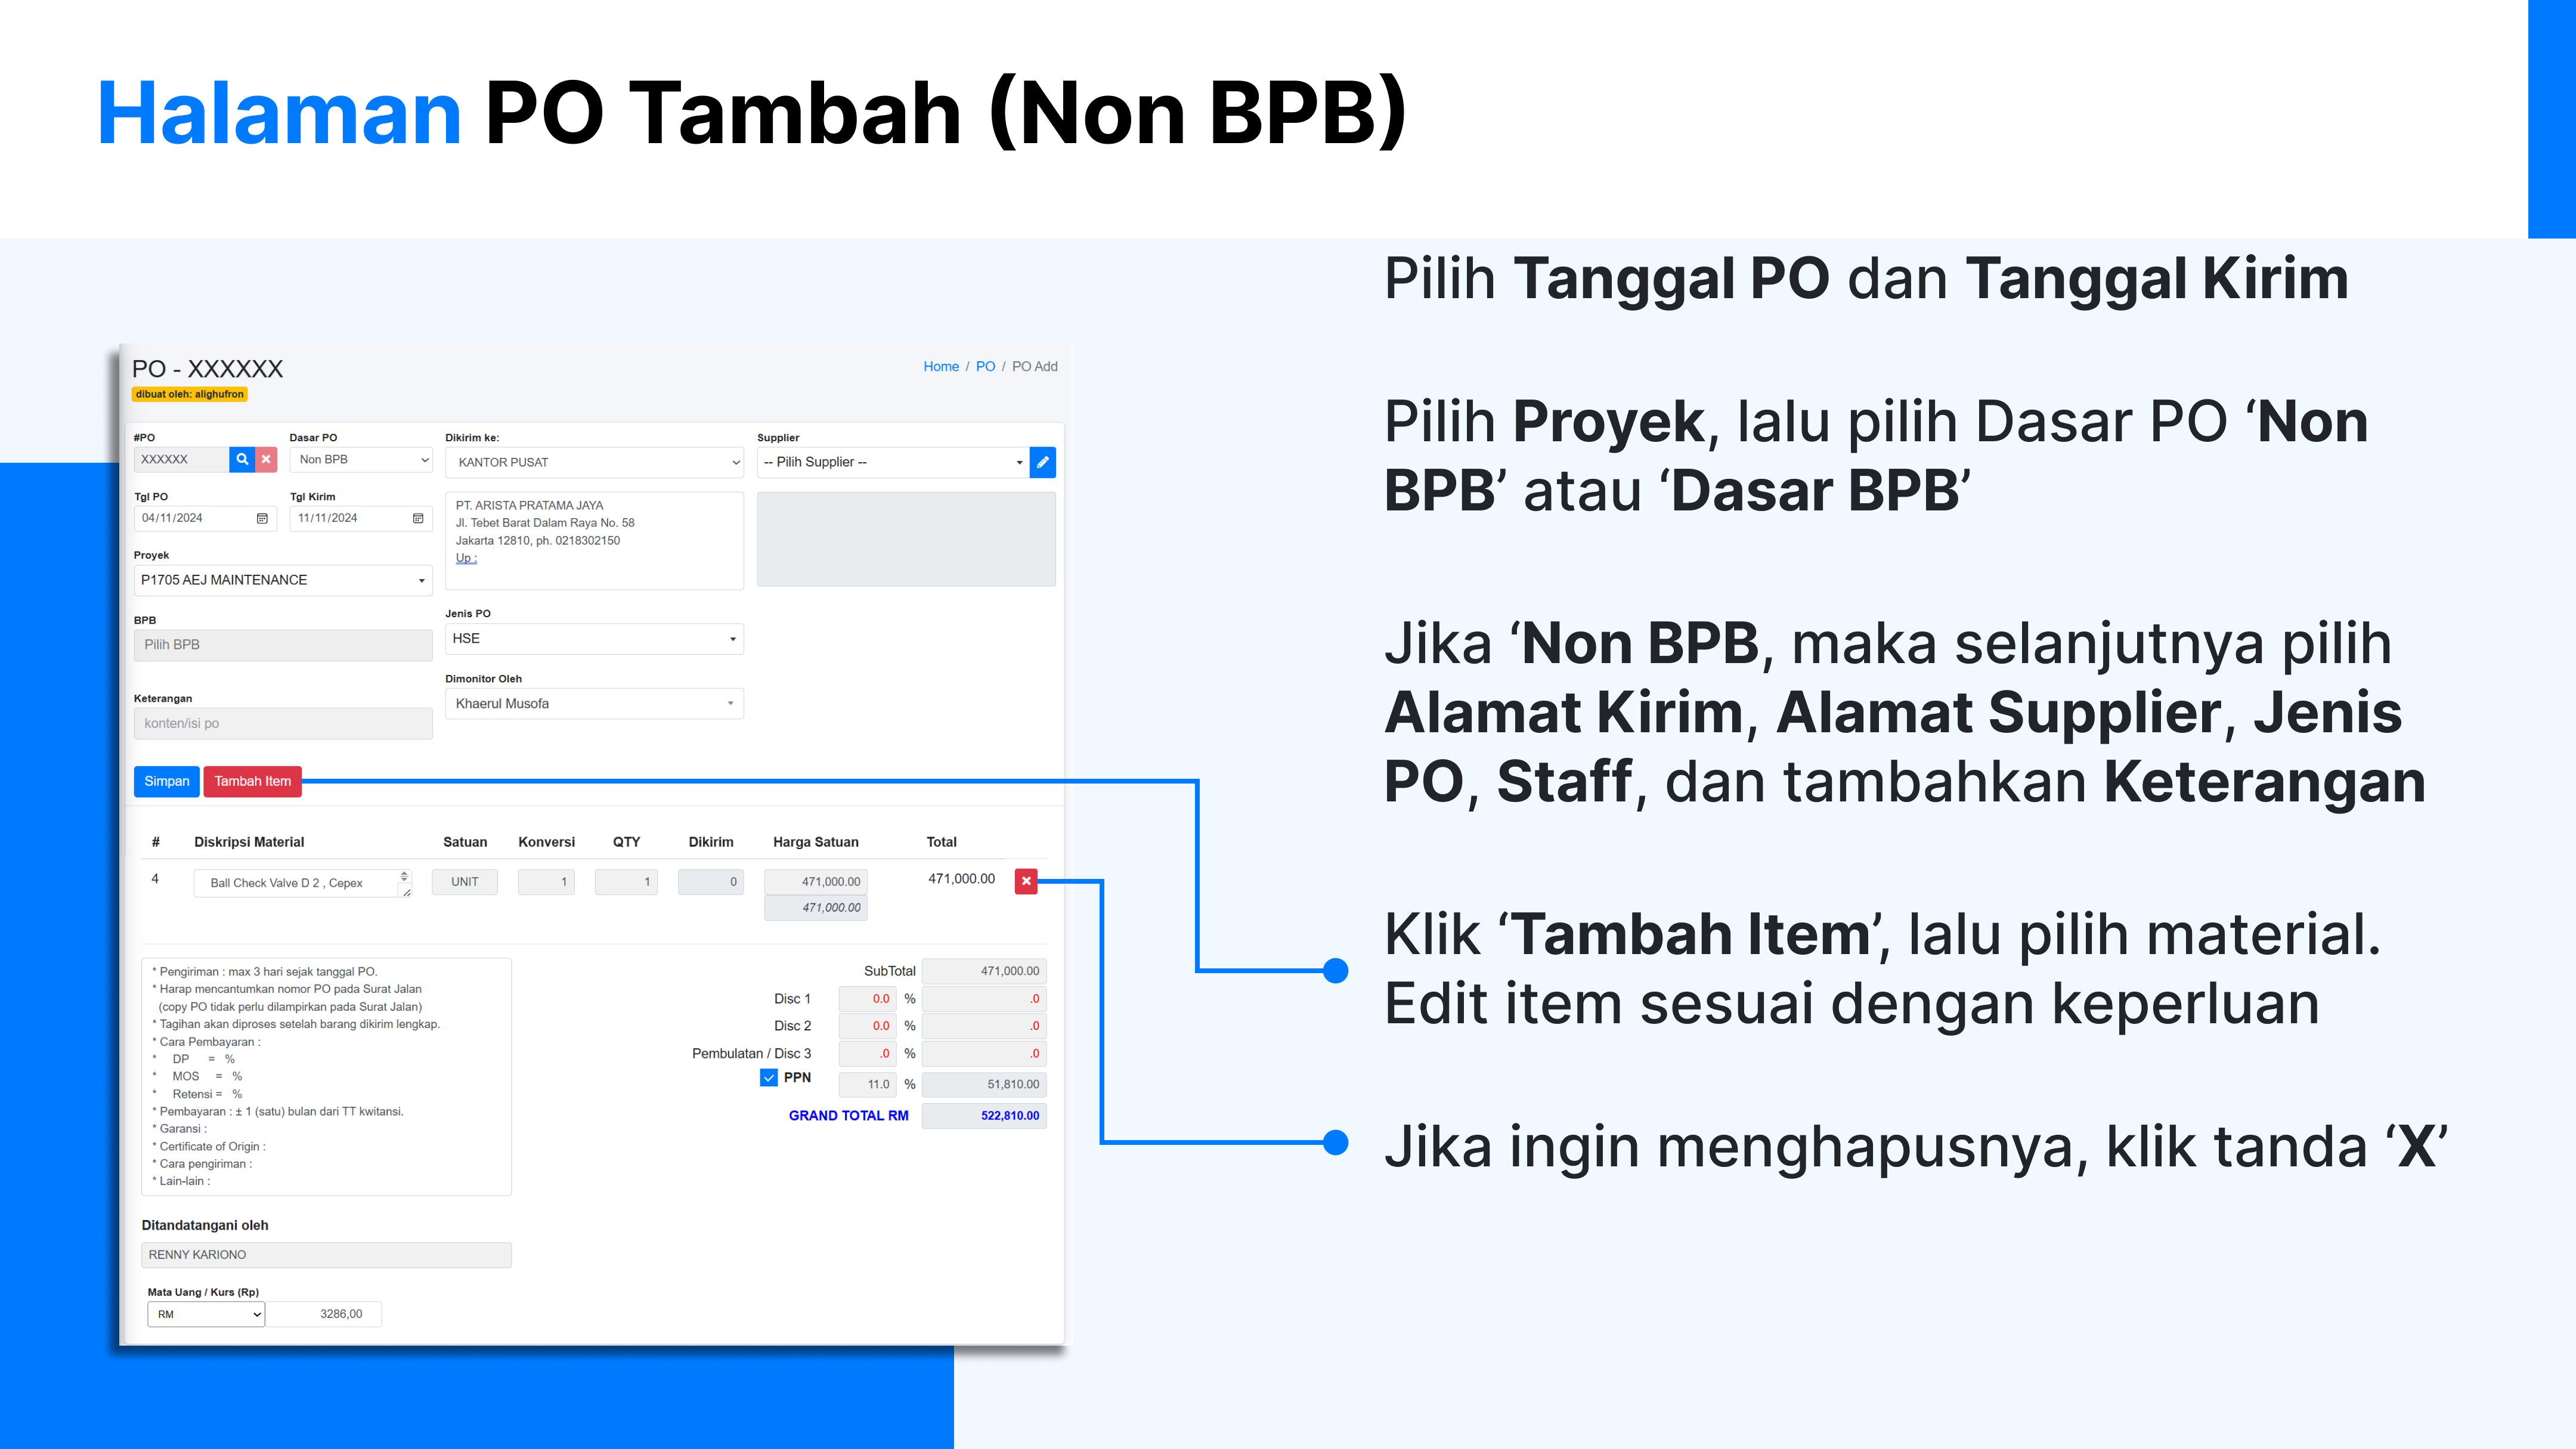 Halaman PO Tambah (Non BPB)
PO - XXXXXX
Home / PO / PO Add
dibuat oleh: alighufron
#PO
Dasar PO
Dikirim ke:
Supplier
XXXXXX
Non BPB
KANTOR PUSAT
-- Pilih Supplier --
Tgl PO
Tgl Kirim
04/11/2024
11/11/2024
PT. ARISTA PRATAMA JAYA
Jl. Tebet Barat Dalam Raya No. 58
Jakarta 12810, ph. 0218302150
Up :
Proyek
P1705 AEJ MAINTENANCE
BPB
Pilih BPB
Jenis PO
HSE
Dimonitor Oleh
Khaerul Musofa
Keterangan
konten/isi po
Simpan
Tambah Item
# Diskripsi Material Satuan Konversi QTY Dikirim Harga Satuan Total
4 Ball Check Valve D 2 , Cepex UNIT 1 1 0 471,000.00 471,000.00
471,000.00
* Pengiriman : max 3 hari sejak tanggal PO.
* Harap mencantumkan nomor PO pada Surat Jalan
(copy PO tidak perlu dilampirkan pada Surat Jalan)
* Tagihan akan diproses setelah barang dikirim lengkap.
* Cara Pembayaran :
* DP = %
* MOS = %
* Retensi = %
* Pembayaran : ± 1 (satu) bulan dari TT kwitansi.
* Garansi :
* Certificate of Origin :
* Cara pengiriman :
* Lain-lain :
SubTotal 471,000.00
Disc 1 0.0 % .0
Disc 2 0.0 % .0
Pembulatan / Disc 3 .0 % .0
PPN 11.0 % 51,810.00
GRAND TOTAL RM 522,810.00
Ditandatangani oleh
RENNY KARIONO
Mata Uang / Kurs (Rp)
RM 3286,00
Pilih Tanggal PO dan Tanggal Kirim
Pilih Proyek, lalu pilih Dasar PO ‘Non
BPB’ atau ‘Dasar BPB’
Jika ‘Non BPB, maka selanjutnya pilih
Alamat Kirim, Alamat Supplier, Jenis
PO, Staff, dan tambahkan Keterangan
Klik ‘Tambah Item’, lalu pilih material.
Edit item sesuai dengan keperluan
Jika ingin menghapusnya, klik tanda ‘X’